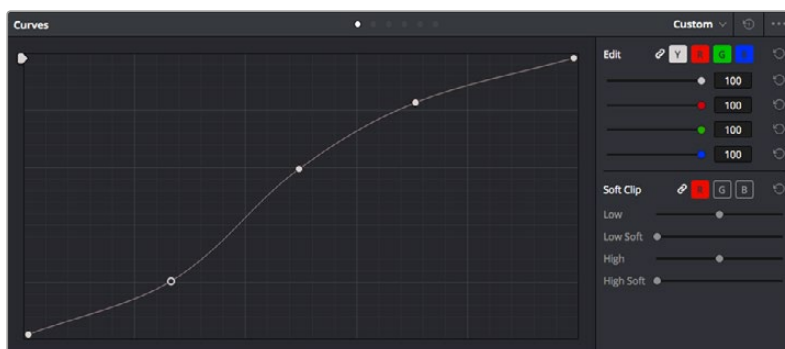 Curves
Custom
Edit
Y
R
G
100
100
100
100
Soft Clip
R
G
B
Low
Low Soft
High
High Soft